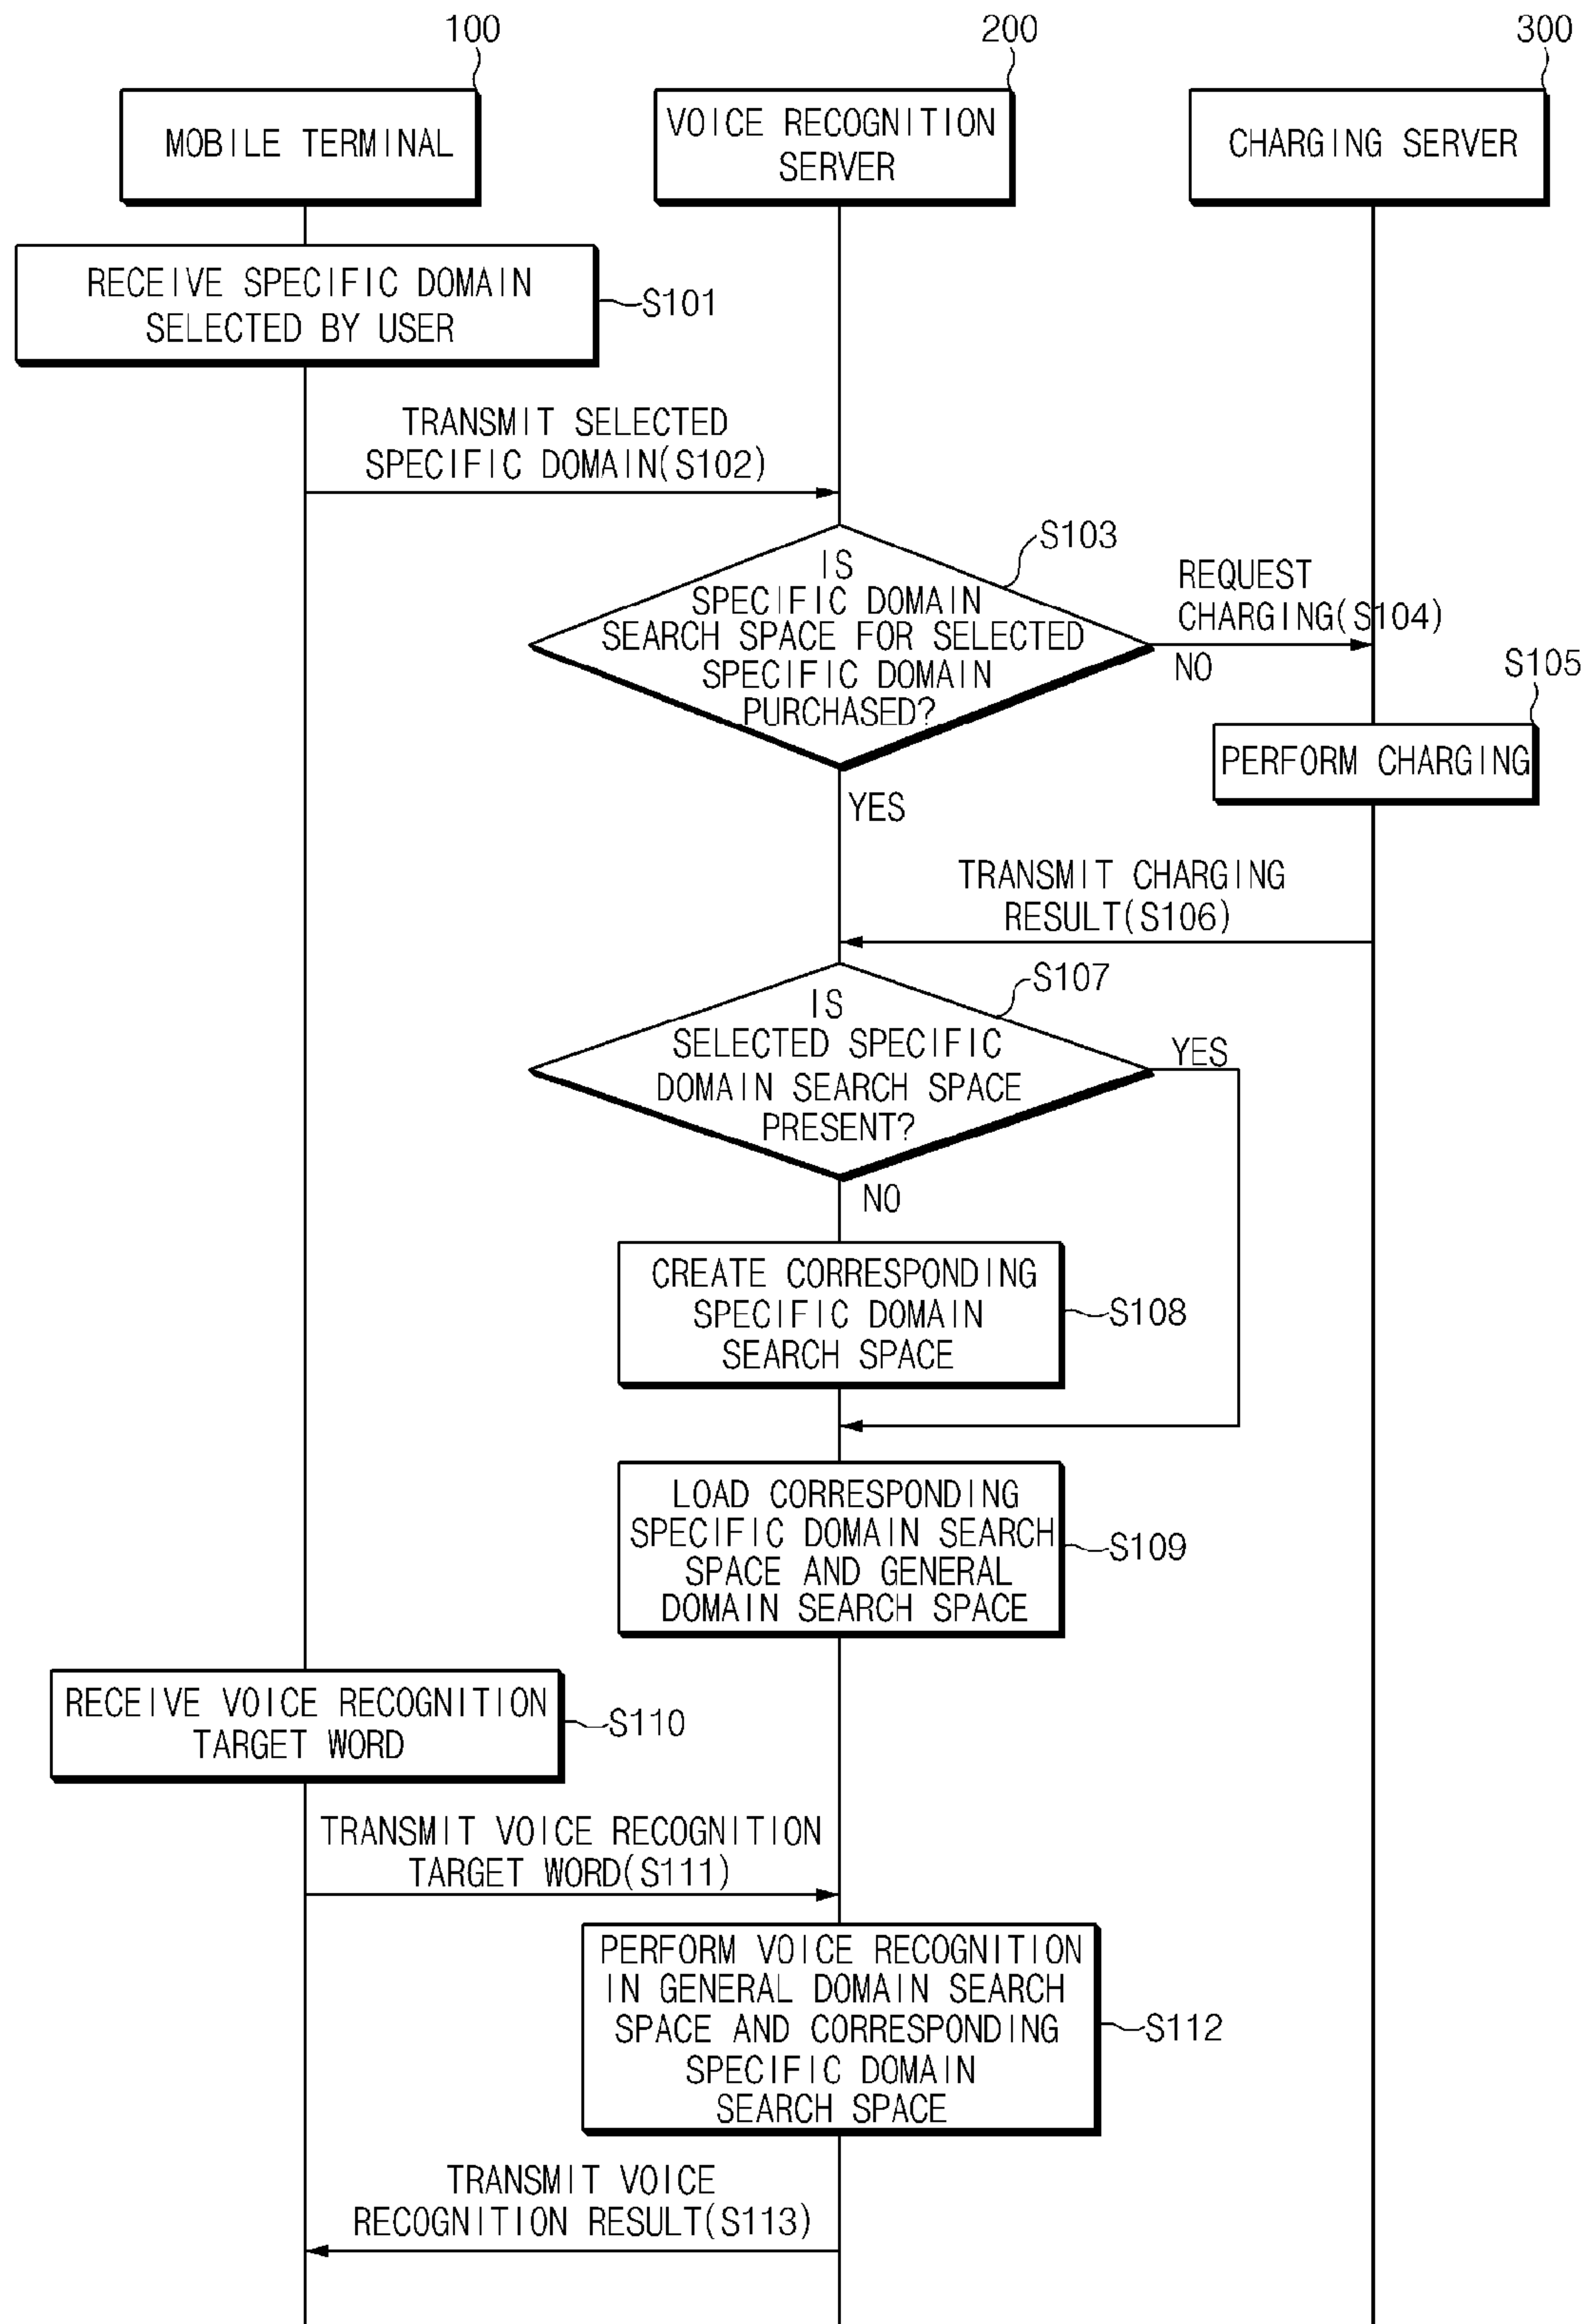 100
200
300
MOBILE TERMINAL
VOICE RECOGNITION
SERVER
CHARGING SERVER
RECEIVE SPECIFIC DOMAIN
SELECTED BY USER
S101
TRANSMIT SELECTED
SPECIFIC DOMAIN(S102)
S103
IS
SPECIFIC DOMAIN
SEARCH SPACE FOR SELECTED
SPECIFIC DOMAIN
PURCHASED?
REQUEST
CHARGING(S104)
NO
S105
PERFORM CHARGING
YES
TRANSMIT CHARGING
RESULT(S106)
S107
IS
SELECTED SPECIFIC
DOMAIN SEARCH SPACE
PRESENT?
YES
NO
CREATE CORRESPONDING
SPECIFIC DOMAIN
SEARCH SPACE
S108
LOAD CORRESPONDING
SPECIFIC DOMAIN SEARCH
SPACE AND GENERAL
DOMAIN SEARCH SPACE
S109
RECEIVE VOICE RECOGNITION
TARGET WORD
S110
TRANSMIT VOICE RECOGNITION
TARGET WORD(S111)
PERFORM VOICE RECOGNITION
IN GENERAL DOMAIN SEARCH
SPACE AND CORRESPONDING
SPECIFIC DOMAIN
SEARCH SPACE
S112
TRANSMIT VOICE
RECOGNITION RESULT(S113)